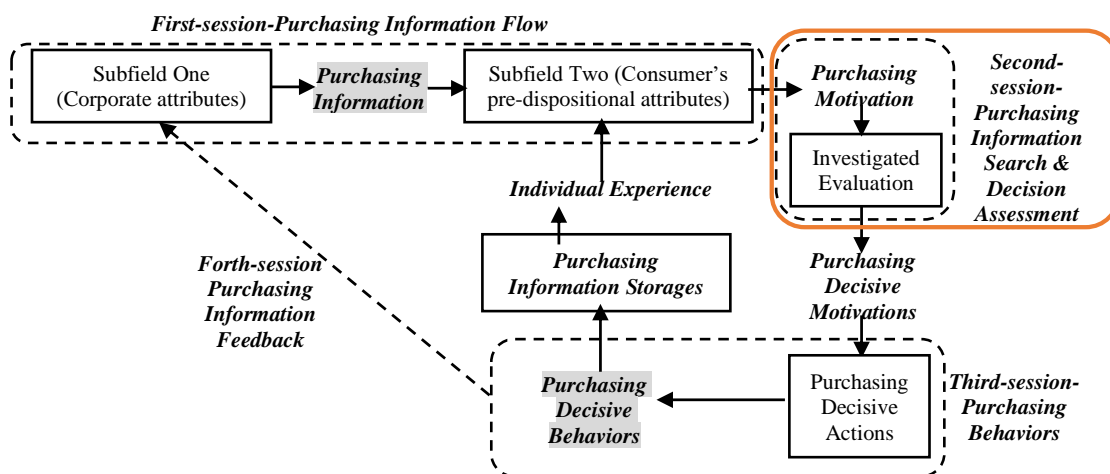 First-session-Purchasing Information Flow
Subfield One
(Corporate attributes)
Purchasing
Information
Subfield Two (Consumer's
pre-dispositional attributes)
Purchasing
Motivation
Investigated
Evaluation
Second-
session-
Purchasing
Information
Search &
Decision
Assessment
Individual Experience
Purchasing
Information Storages
Forth-session
Purchasing
Information
Feedback
Purchasing
Decisive
Motivations
Purchasing
Decisive
Behaviors
Purchasing
Decisive
Actions
Third-session-
Purchasing
Behaviors